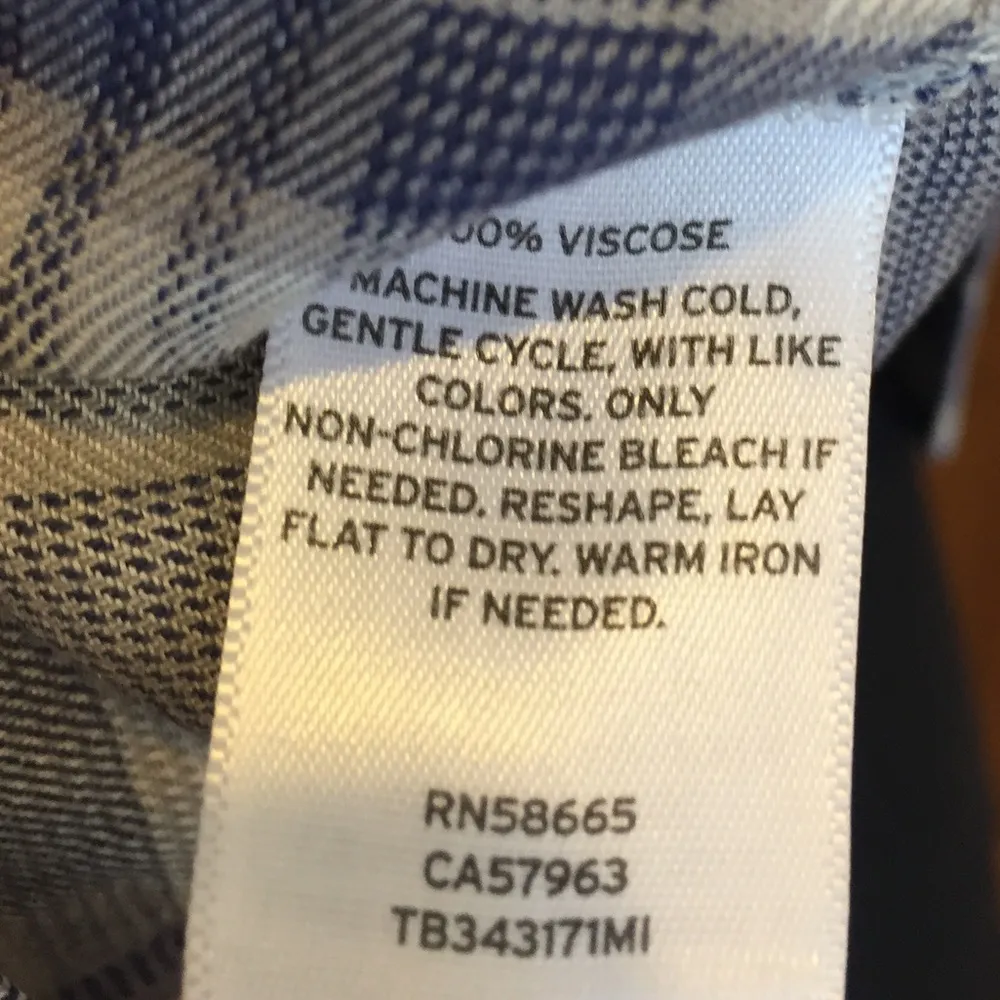 00% VISCOSE
MACHINE WASH COLD,
GENTLE CYCLE, WITH LIKE
COLORS. ONLY
NON-CHLORINE BLEACH IF
NEEDED. RESHAPE, LAY
FLAT TO DRY. WARM IRON
IF NEEDED.
RN58665
CA57963
TB343171MI